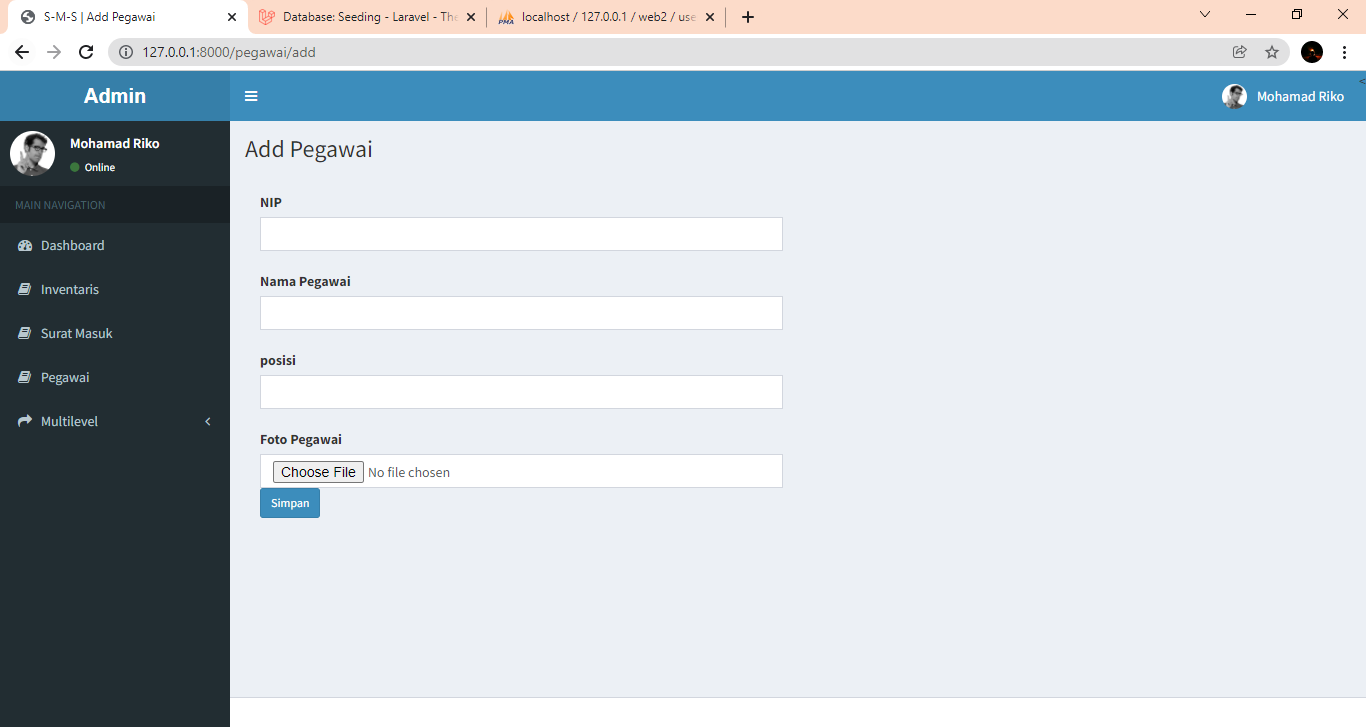 S-M-S | Add Pegawai
Database: Seeding - Laravel - The
localhost / 127.0.0.1 / web2 / use
127.0.0.1:8000/pegawai/add
Admin
Mohamad Riko
<
Mohamad Riko
Online
MAIN NAVIGATION
Dashboard
Inventaris
Surat Masuk
Pegawai
Multilevel
Add Pegawai
NIP
Nama Pegawai
posisi
Foto Pegawai
Choose File No file chosen
Simpan